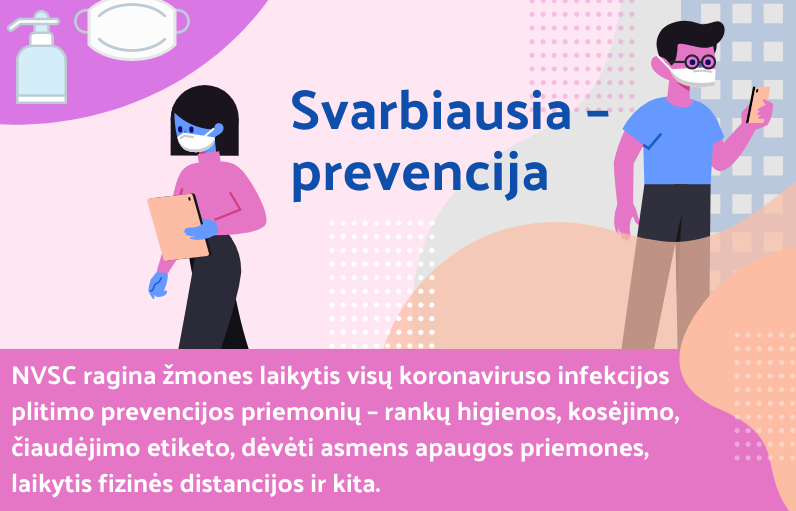 Svarbiausia –
prevencija
NVSC ragina žmones laikytis visų koronaviruso infekcijos
plitimo prevencijos priemonių – rankų higienos, kosėjimo,
čiaudėjimo etiketo, dėvėti asmens apaugos priemones,
laikytis fizinės distancijos ir kita.